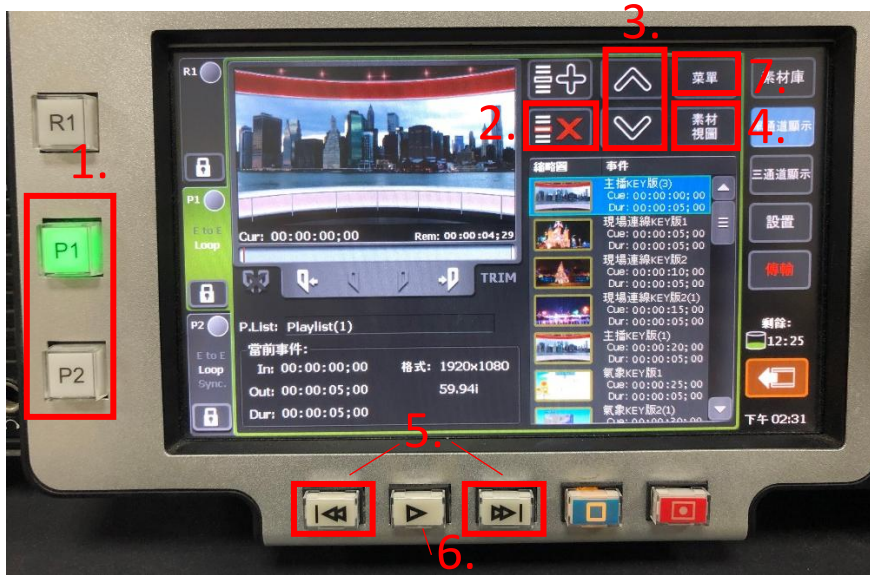 1.
R1
P1
P2
R1
P1
E to E
Loop
P2
E to E
Loop
Sync.
Cur: 00:00:00;00
Rem: 00:00:04;29
TRIM
P.List: Playlist(1)
當前事件:
In: 00:00:00;00
格式: 1920x1080
Out: 00:00:05;00
59.94i
Dur: 00:00:05;00
2.
3.
菜單
7.
素材庫
素材
視圖
4.
通道顯示
三通道顯示
設置
傳輸
剩餘:
12:25
下午 02:31
縮略圖
事件
主播KEY版(3)
Cue: 00:00:00;00
Dur: 00:00:05;00
現場連線KEY版1
Cue: 00:00:05;00
Dur: 00:00:05;00
現場連線KEY版2
Cue: 00:00:10;00
Dur: 00:00:05;00
現場連線KEY版2(1)
Cue: 00:00:15;00
Dur: 00:00:05;00
主播KEY版(1)
Cue: 00:00:20;00
Dur: 00:00:05;00
氣象KEY版1
Cue: 00:00:25;00
Dur: 00:00:05;00
氣象KEY版2(1)
Cue: 00:00:30;00
5.
6.